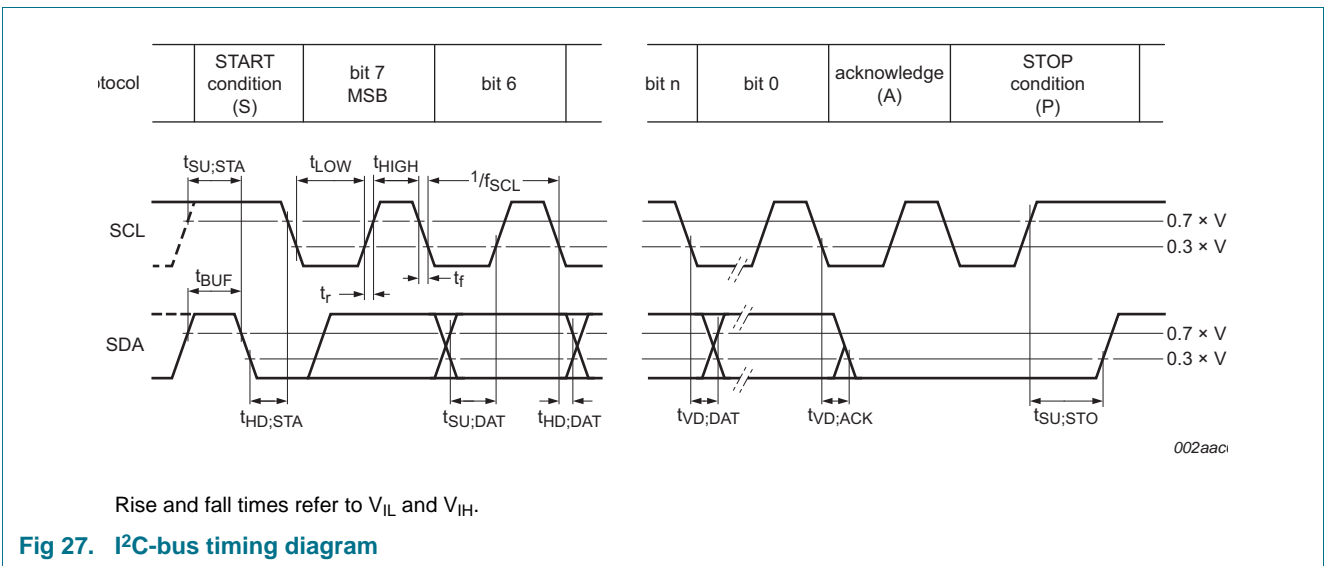 otocol
START
condition
(S)
bit 7
MSB
bit 6
bit n
bit 0
acknowledge
(A)
STOP
condition
(P)
tSU;STA
tLOW
tHIGH
1/fSCL
SCL
0.7 × V
0.3 × V
tBUF
tr
tf
SDA
0.7 × V
0.3 × V
tHD;STA
tSU;DAT
tHD;DAT
tVD;DAT
tVD;ACK
tSU;STO
002aac
Rise and fall times refer to VIL and VIH.
Fig 27. I2C-bus timing diagram